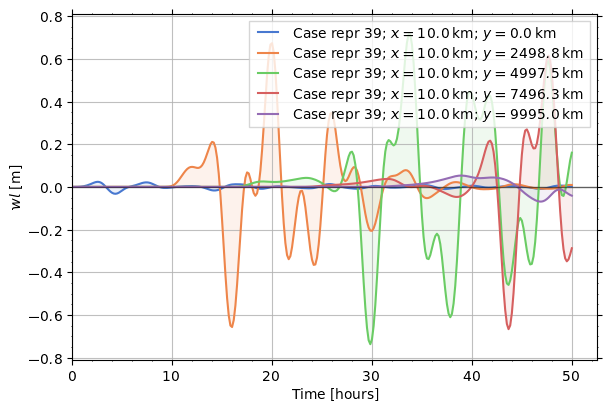 0.8
0.6
0.4
0.2
0.0
−0.2
−0.4
−0.6
−0.8
wl [m]
Case repr 39; x = 10.0 km; y = 0.0 km
Case repr 39; x = 10.0 km; y = 2498.8 km
Case repr 39; x = 10.0 km; y = 4997.5 km
Case repr 39; x = 10.0 km; y = 7496.3 km
Case repr 39; x = 10.0 km; y = 9995.0 km
0 10 20 30 40 50
Time [hours]